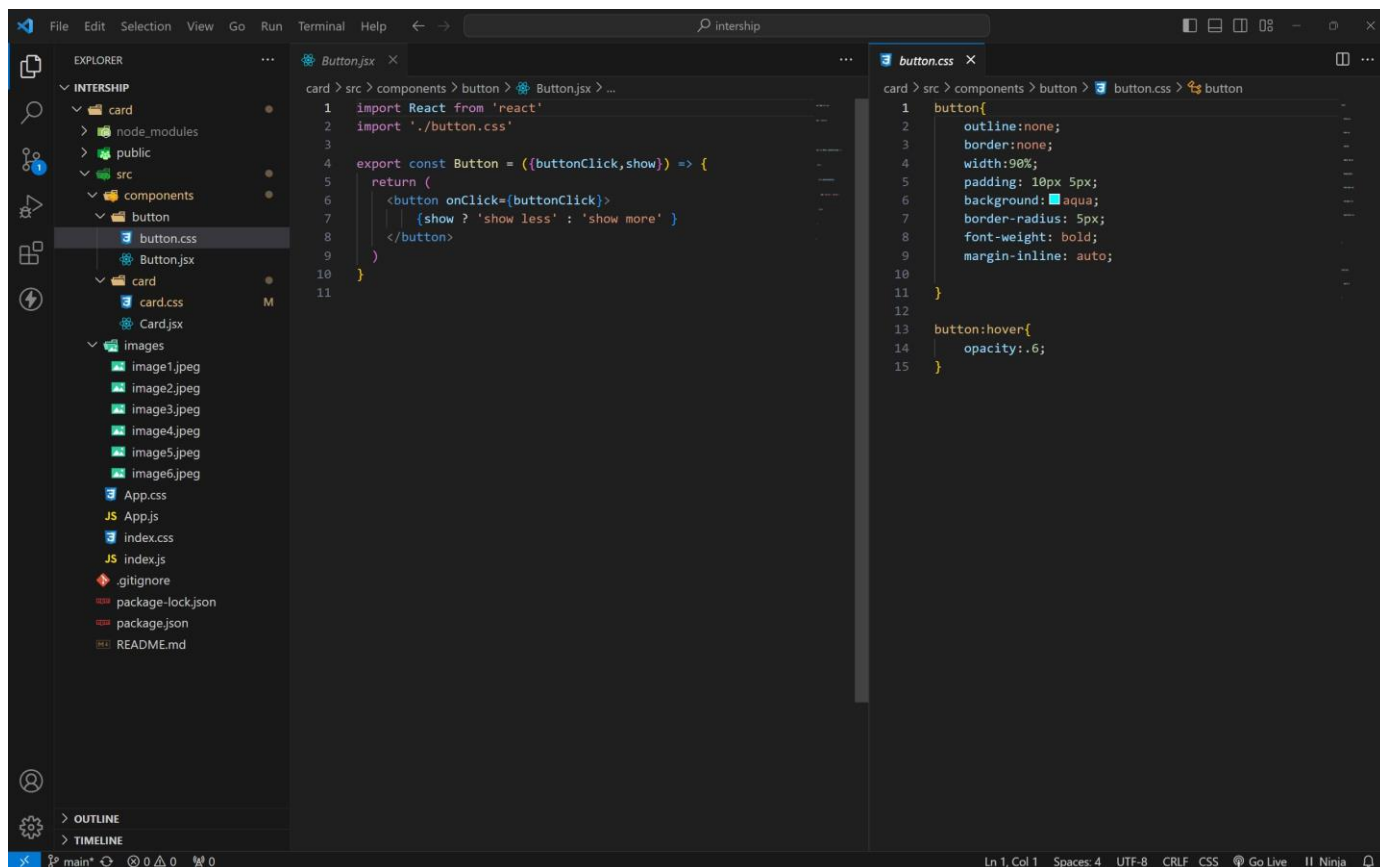 File Edit Selection View Go Run Terminal Help
intership
EXPLORER
INTERSHIP
card
node_modules
public
src
components
button
button.css
Button.jsx
card
card.css M
Card.jsx
images
image1.jpeg
image2.jpeg
image3.jpeg
image4.jpeg
image5.jpeg
image6.jpeg
App.css
JS App.js
index.css
JS index.js
.gitignore
package-lock.json
package.json
README.md
OUTLINE
TIMELINE
Button.jsx
card > src > components > button > Button.jsx > ...
1 import React from 'react'
2 import './button.css'
3
4 export const Button = ({buttonClick,show}) => {
5 return (
6 <button onClick={buttonClick}>
7 {show ? 'show less' : 'show more' }
8 </button>
9 )
10 }
11
button.css
card > src > components > button > button.css > button
1 button{
2 outline:none;
3 border:none;
4 width:90%;
5 padding: 10px 5px;
6 background: aqua;
7 border-radius: 5px;
8 font-weight: bold;
9 margin-inline: auto;
10
11 }
12
13 button:hover{
14 opacity:.6;
15 }
1
main* 0 0 0
Ln 1, Col 1 Spaces: 4 UTF-8 CRLF CSS Go Live Ninja